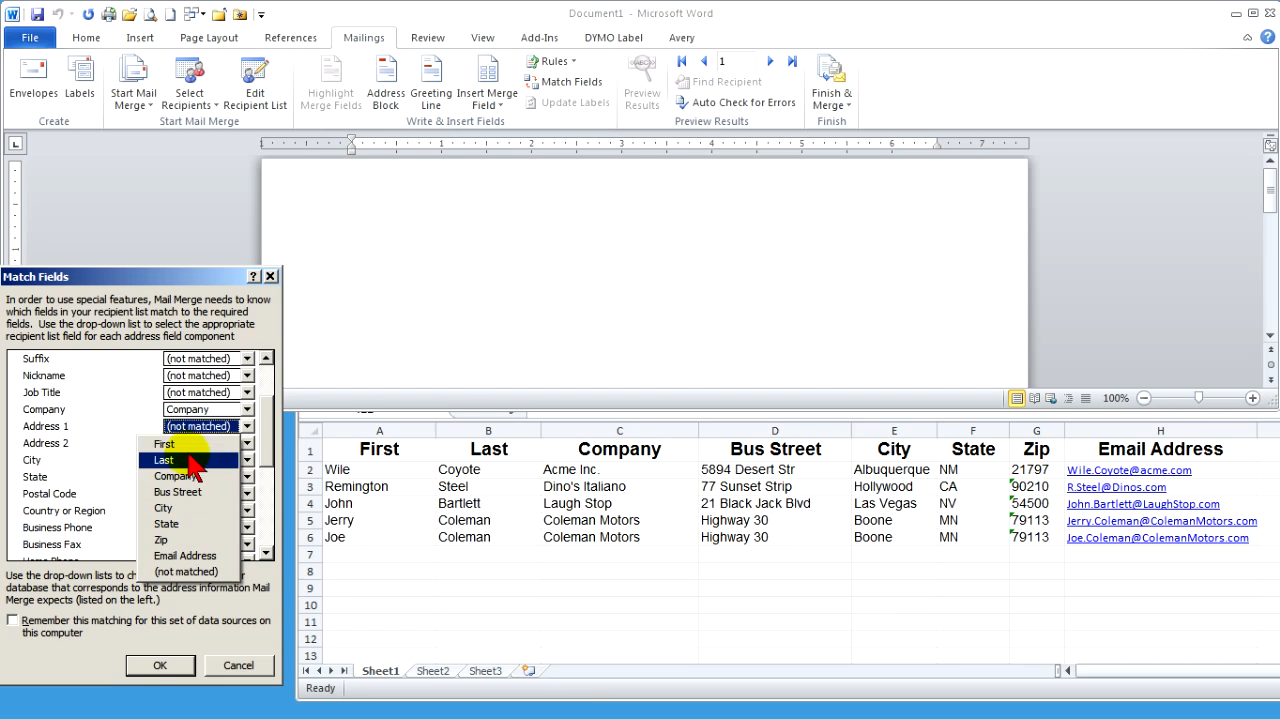 Document1 - Microsoft Word
File Home Insert Page Layout References Mailings Review View Add-Ins DYMO Label Avery
Envelopes Labels Start Mail Merge Select Recipients Edit Recipient List Highlight Merge Fields Address Block Greeting Line Insert Merge Field Rules Match Fields Update Labels Preview Results 1 Find Recipient Auto Check for Errors Finish & Merge
Create Start Mail Merge Write & Insert Fields Preview Results Finish
1 1 2 3 4 5 6 7
Match Fields
In order to use special features, Mail Merge needs to know
which fields in your recipient list match to the required
fields. Use the drop-down list to select the appropriate
recipient list field for each address field component
Suffix (not matched)
Nickname (not matched)
Job Title (not matched)
Company Company
Address 1 (not matched)
Address 2
City
State
Postal Code
Country or Region
Business Phone
Business Fax
Home Phone
First
Last
Company
Bus Street
City
State
Zip
Email Address
(not matched)
Use the drop-down lists to ch
database that corresponds to the address information Mail
Merge expects (listed on the left.)
Remember this matching for this set of data sources on
this computer
OK Cancel
100%
A B C D E F G H
1 First Last Company Bus Street City State Zip Email Address
2 Wile Coyote Acme Inc. 5894 Desert Str Albuquerque NM 21797 Wile.Coyote@acme.com
3 Remington Steel Dino's Italiano 77 Sunset Strip Hollywood CA 90210 R.Steel@Dinos.com
4 John Bartlett Laugh Stop 21 Black Jack Blvd Las Vegas NV 54500 John.Bartlett@LaughStop.com
5 Jerry Coleman Coleman Motors Highway 30 Boone MN 79113 Jerry.Coleman@ColemanMotors.com
6 Joe Coleman Coleman Motors Highway 30 Boone MN 79113 Joe.Coleman@ColemanMotors.com
7
8
9
10
11
12
13
Sheet1 Sheet2 Sheet3
Ready